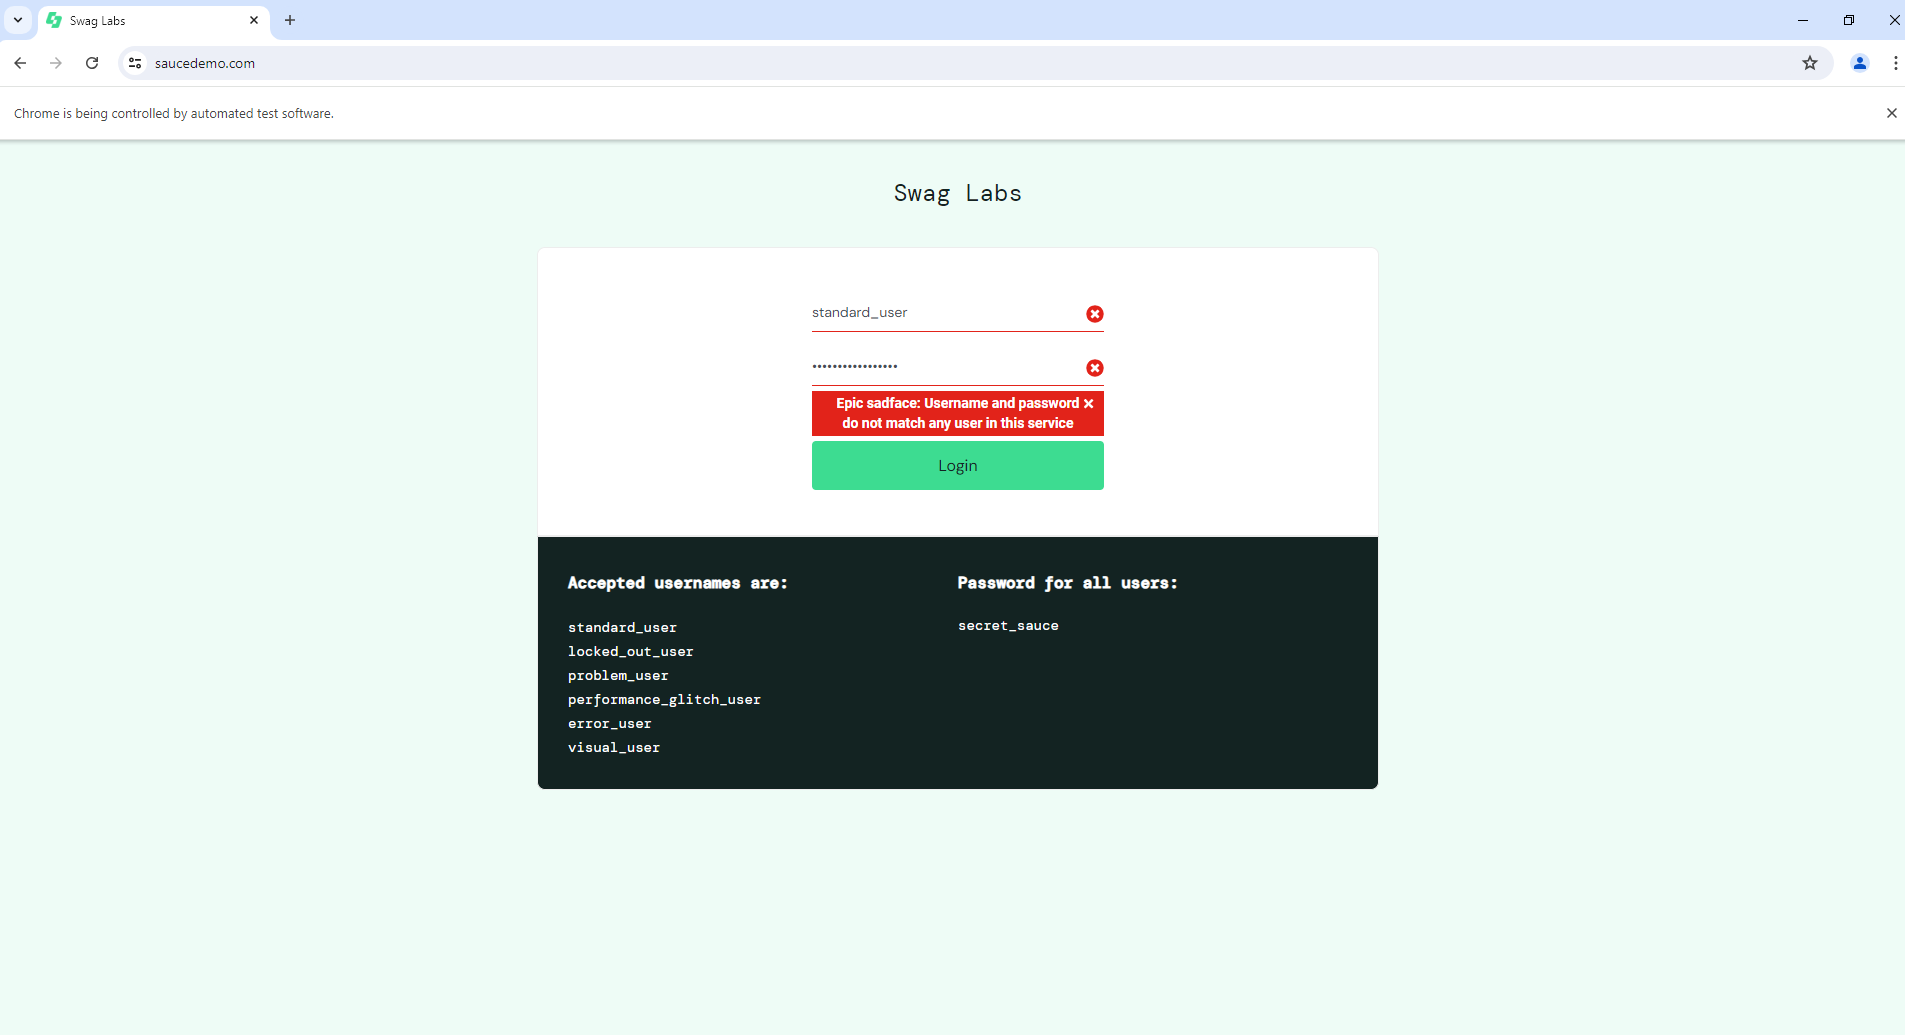 Swag Labs
saucedemo.com
Chrome is being controlled by automated test software.
Swag Labs
standard_user
•••••••••••••••••
Epic sadface: Username and password
do not match any user in this service
Login
Accepted usernames are:
standard_user
locked_out_user
problem_user
performance_glitch_user
error_user
visual_user
Password for all users:
secret_sauce